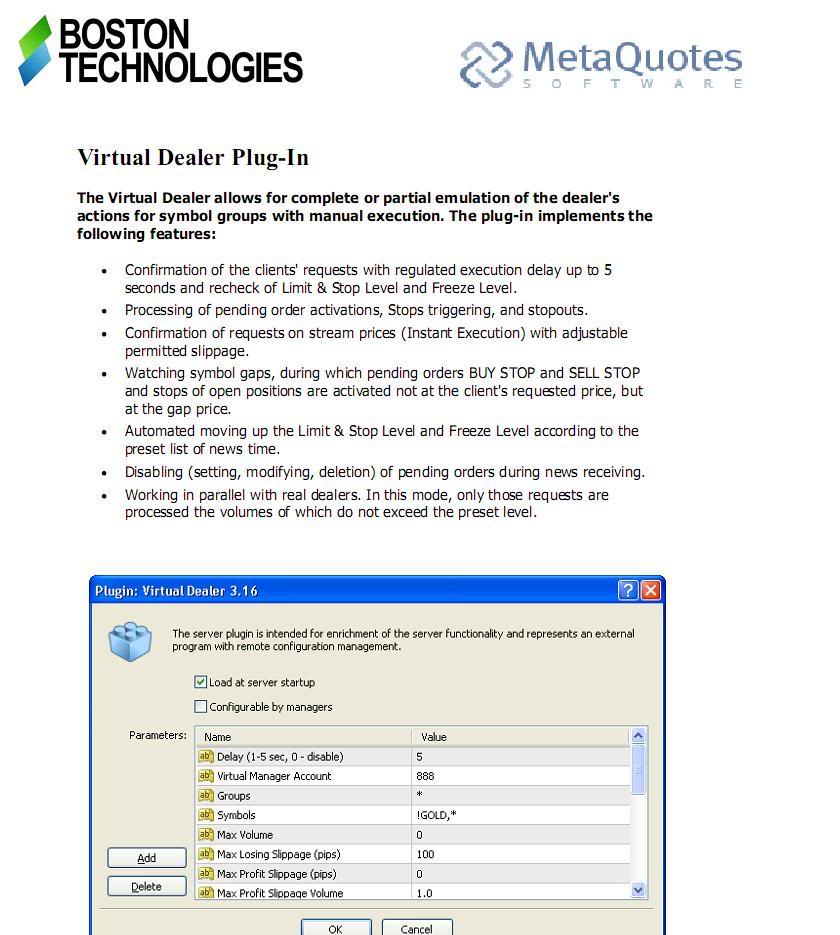 BOSTON
TECHNOLOGIES
MetaQuotes
SOFTWARE
Virtual Dealer Plug-In
The Virtual Dealer allows for complete or partial emulation of the dealer's
actions for symbol groups with manual execution. The plug-in implements the
following features:
• Confirmation of the clients' requests with regulated execution delay up to 5
seconds and recheck of Limit & Stop Level and Freeze Level.
• Processing of pending order activations, Stops triggering, and stopouts.
• Confirmation of requests on stream prices (Instant Execution) with adjustable
permitted slippage.
• Watching symbol gaps, during which pending orders BUY STOP and SELL STOP
and stops of open positions are activated not at the client's requested price, but
at the gap price.
• Automated moving up the Limit & Stop Level and Freeze Level according to the
preset list of news time.
• Disabling (setting, modifying, deletion) of pending orders during news receiving.
• Working in parallel with real dealers. In this mode, only those requests are
processed the volumes of which do not exceed the preset level.
Plugin: Virtual Dealer 3.16
The server plugin is intended for enrichment of the server functionality and represents an external
program with remote configuration management.
Load at server startup
Configurable by managers
Parameters: Name Value
Delay (1-5 sec, 0 - disable) 5
Virtual Manager Account 888
Groups *
Symbols !GOLD,*
Max Volume 0
Max Losing Slippage (pips) 100
Max Profit Slippage (pips) 0
Max Profit Slippage Volume 1.0
Add
Delete
OK Cancel